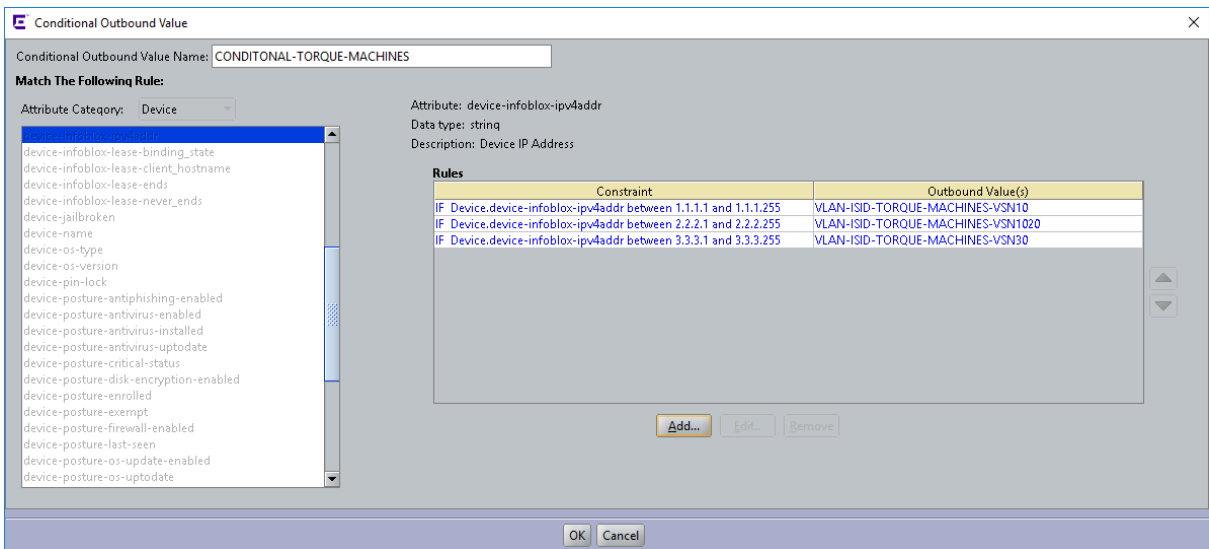 Conditional Outbound Value
Conditional Outbound Value Name: CONDITONAL-TORQUE-MACHINES
Match The Following Rule:
Attribute Category: Device
device-infoblox-ipv4addr
device-infoblox-lease-binding_state
device-infoblox-lease-client_hostname
device-infoblox-lease-ends
device-infoblox-lease-never_ends
device-jailbroken
device-name
device-os-type
device-os-version
device-pin-lock
device-posture-antiphishing-enabled
device-posture-antivirus-enabled
device-posture-antivirus-installed
device-posture-antivirus-uptodate
device-posture-critical-status
device-posture-disk-encryption-enabled
device-posture-enrolled
device-posture-exempt
device-posture-firewall-enabled
device-posture-last-seen
device-posture-os-update-enabled
device-posture-os-uptodate
Attribute: device-infoblox-ipv4addr
Data type: string
Description: Device IP Address
Rules
Constraint Outbound Value(s)
IF Device.device-infoblox-ipv4addr between 1.1.1.1 and 1.1.1.255 VLAN-ISID-TORQUE-MACHINES-VSN10
IF Device.device-infoblox-ipv4addr between 2.2.2.1 and 2.2.2.255 VLAN-ISID-TORQUE-MACHINES-VSN1020
IF Device.device-infoblox-ipv4addr between 3.3.3.1 and 3.3.3.255 VLAN-ISID-TORQUE-MACHINES-VSN30
Add... Edit... Remove
OK Cancel